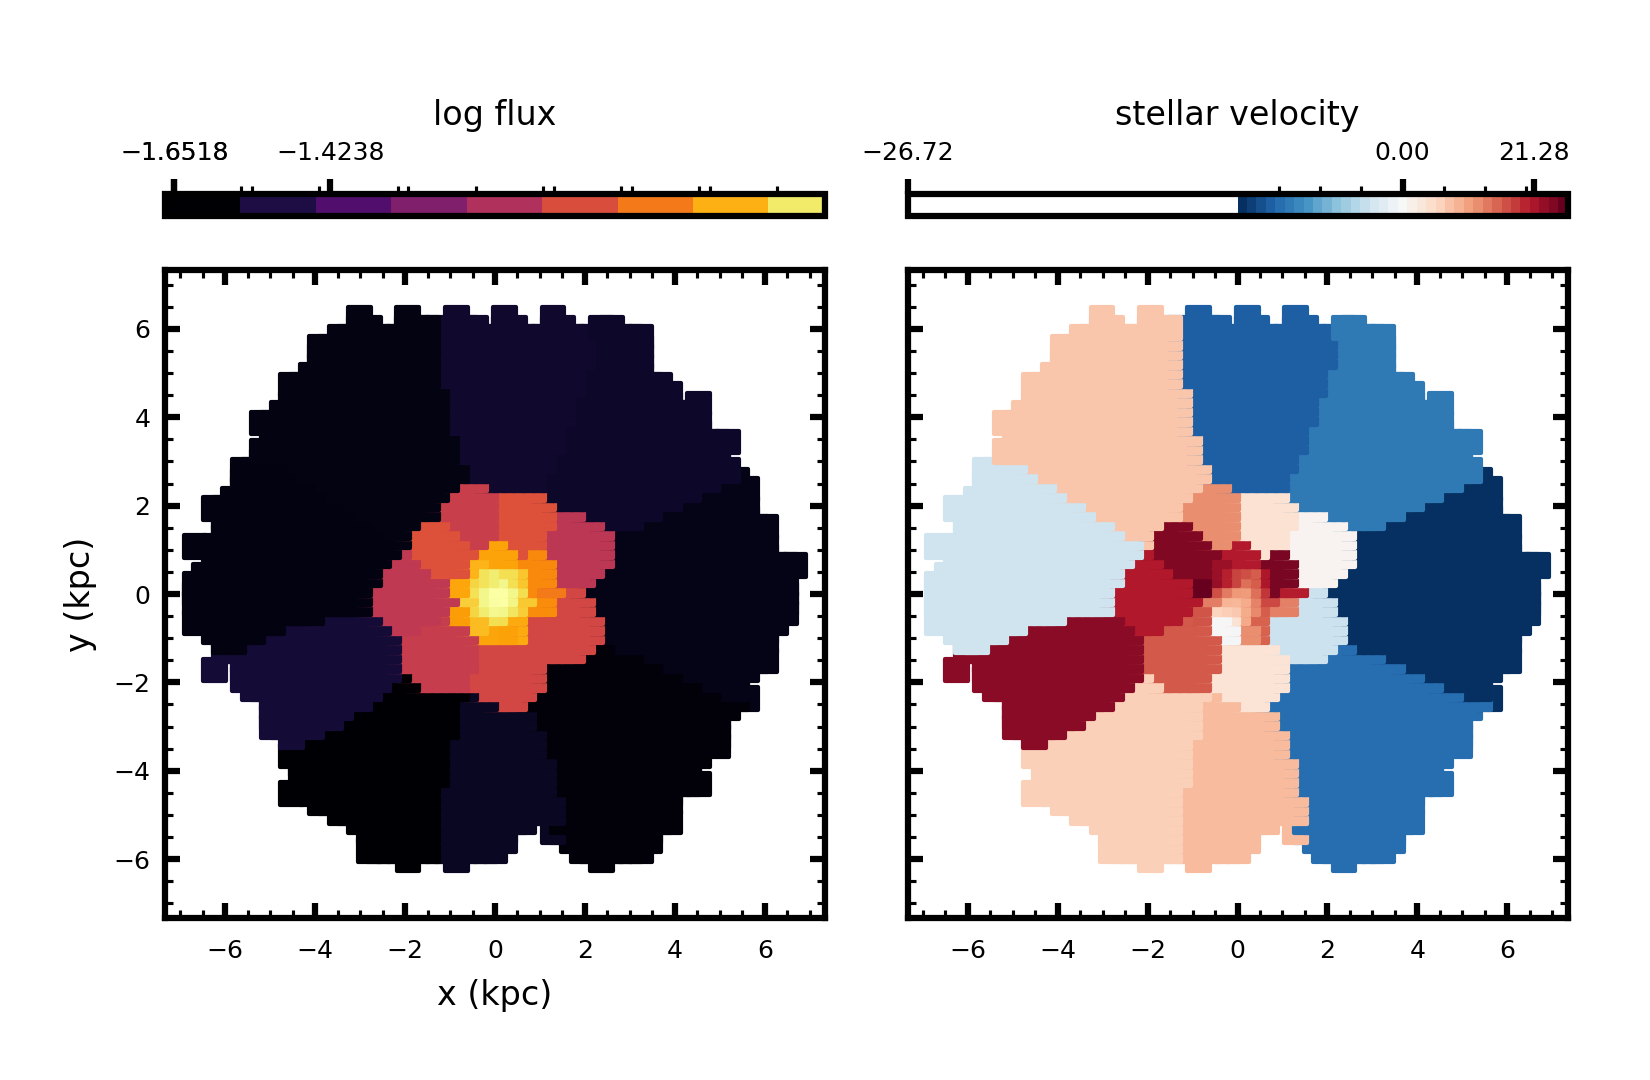 log flux
stellar velocity
−1.6518 −1.4238
−26.72 0.00 21.28
6
4
2
0
−2
−4
−6
y (kpc)
−6 −4 −2 0 2 4 6
−6 −4 −2 0 2 4 6
x (kpc)